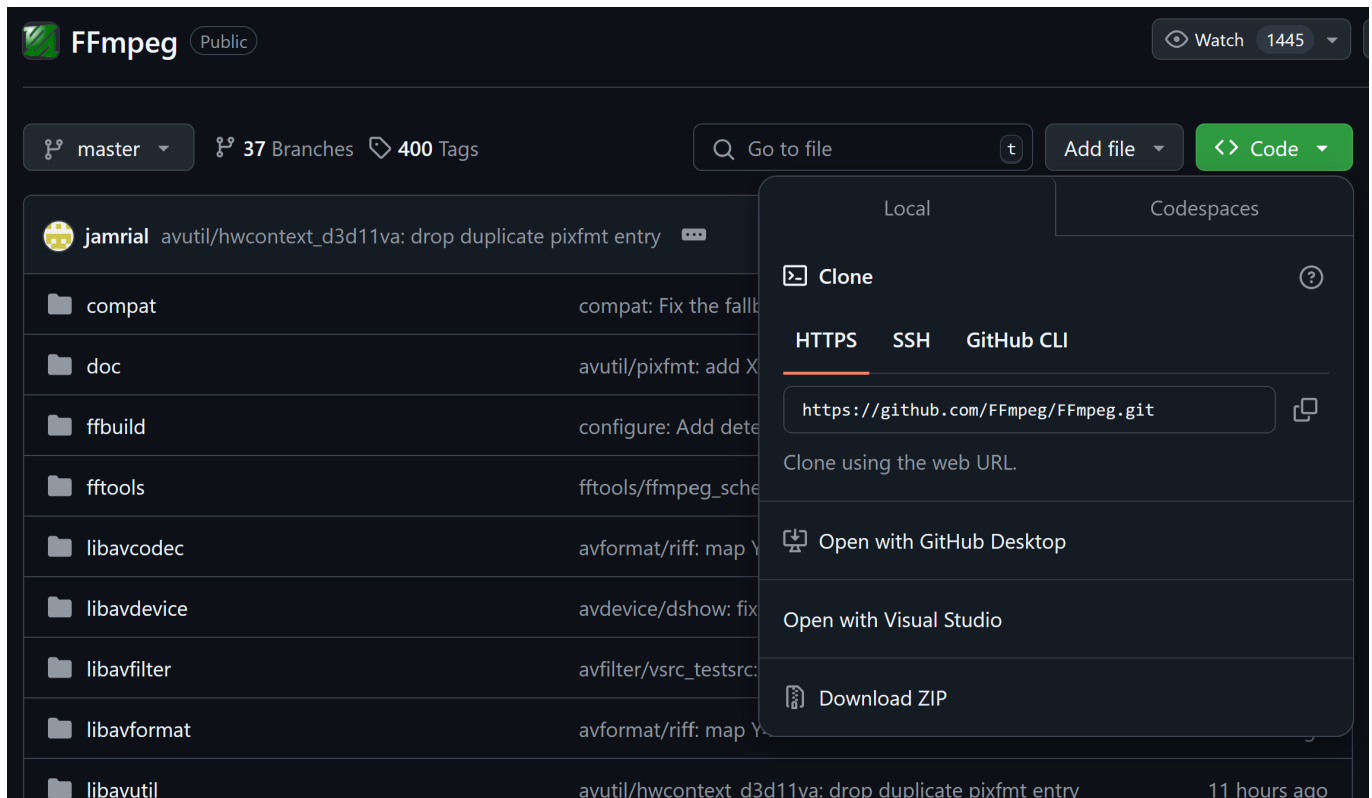 FFmpeg Public Watch 1445
master 37 Branches 400 Tags Go to file t Add file Code
Local Codespaces
jamrial avutil/hwcontext_d3d11va: drop duplicate pixfmt entry
Clone
compat compat: Fix the
HTTPS SSH GitHub CLI
doc avutil/pixfmt: add
https://github.com/FFmpeg/FFmpeg.git
ffbuild configure: Add
Clone using the web URL.
fftools
Open with GitHub Desktop
libavcodec avformat/riff: map
libavdevice avdevice/dshow: fix
Open with Visual Studio
libavfilter avfilter/vsrc_testsrc:
Download ZIP
libavformat avformat/riff: map
libavutil avutil/hwcontext_d3d11va: drop duplicate pixfmt entry 11 hours ago